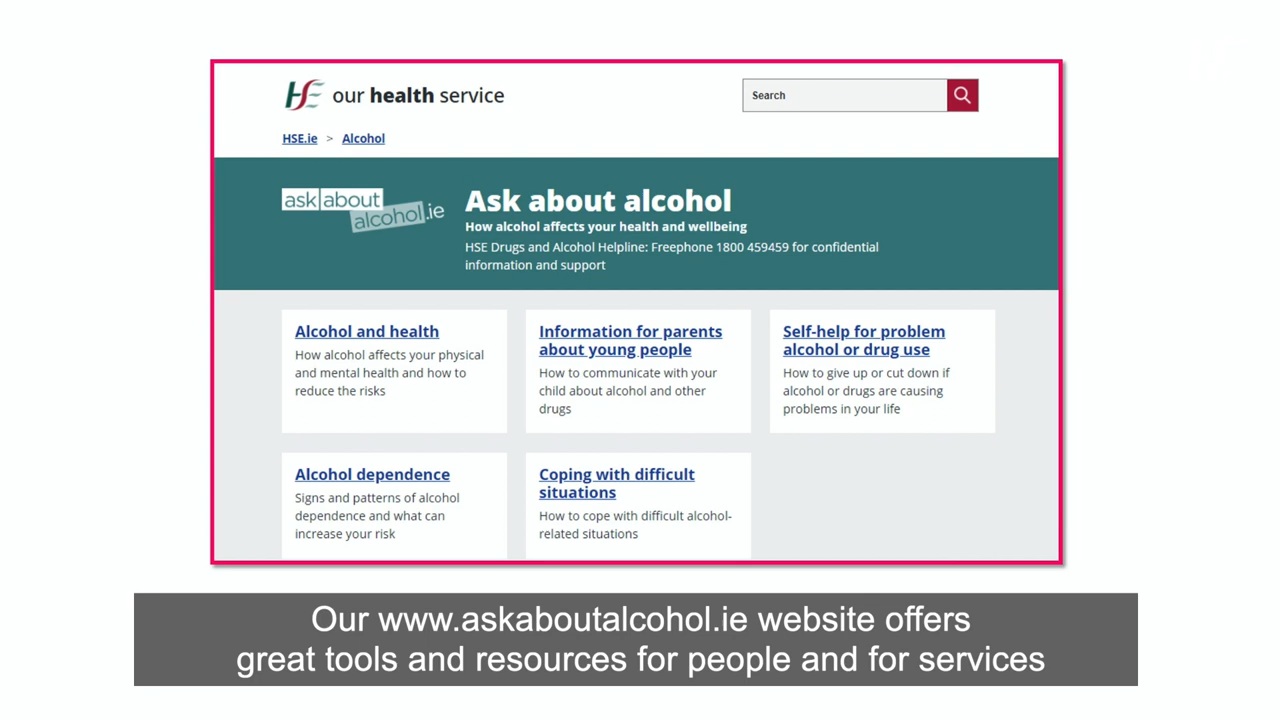 HSE our health service
Search
HSE.ie > Alcohol
ask about
alcohol.ie
Ask about alcohol
How alcohol affects your health and wellbeing
HSE Drugs and Alcohol Helpline: Freephone 1800 459459 for confidential
information and support
Alcohol and health
How alcohol affects your physical
and mental health and how to
reduce the risks
Information for parents
about young people
How to communicate with your
child about alcohol and other
drugs
Self-help for problem
alcohol or drug use
How to give up or cut down if
alcohol or drugs are causing
problems in your life
Alcohol dependence
Signs and patterns of alcohol
dependence and what can
increase your risk
Coping with difficult
situations
How to cope with difficult alcohol-
related situations
Our www.askaboutalcohol.ie website offers
great tools and resources for people and for services